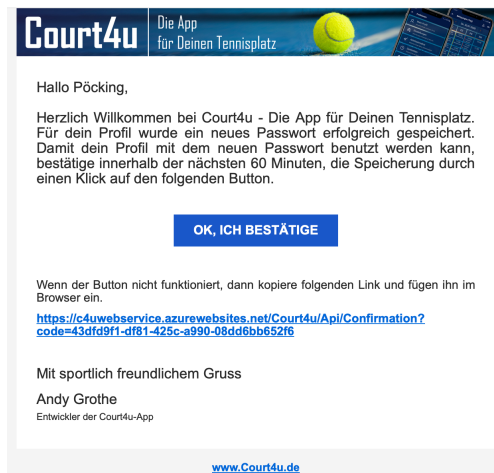 Court4u
Die App
für Deinen Tennisplatz
Hallo Pöcking,
Herzlich Willkommen bei Court4u - Die App für Deinen Tennisplatz.
Für dein Profil wurde ein neues Passwort erfolgreich gespeichert.
Damit dein Profil mit dem neuen Passwort benutzt werden kann,
bestätige innerhalb der nächsten 60 Minuten, die Speicherung durch
einen Klick auf den folgenden Button.
OK, ICH BESTÄTIGE
Wenn der Button nicht funktioniert, dann kopiere folgenden Link und fügen ihn im
Browser ein.
https://c4uwebservice.azurewebsites.net/Court4u/Api/Confirmation?
code=43dfd9f1-df81-425c-a990-08dd6bb652f6
Mit sportlich freundlichem Gruss
Andy Grothe
Entwickler der Court4u-App
www.Court4u.de